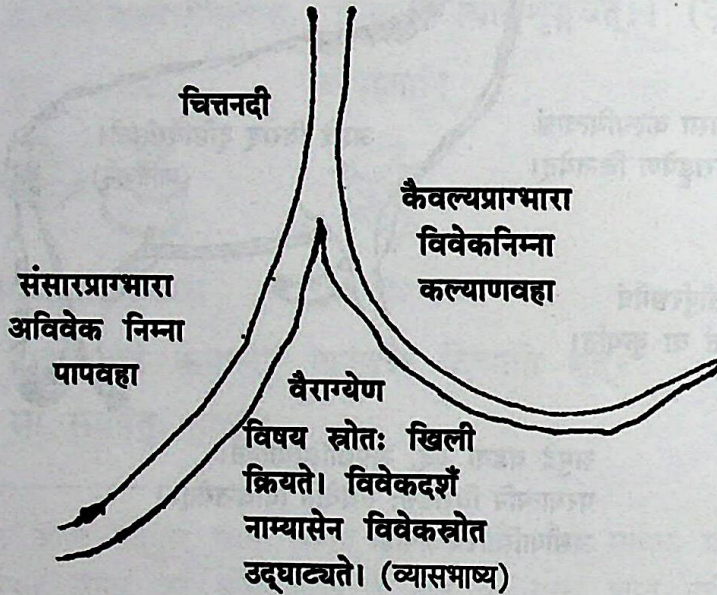 चित्तनदी
कैवल्यप्राग्भारा
विवेकनिम्ना
कल्याणवहा
संसारप्राग्भारा
अविवेक निम्ना
पापवहा
वैराग्येण
विषय स्रोतः खिली
क्रियते। विवेकदर्शँ
नाम्यासेन विवेकस्रोत
उद्घाट्यते। (व्यासभाष्य)